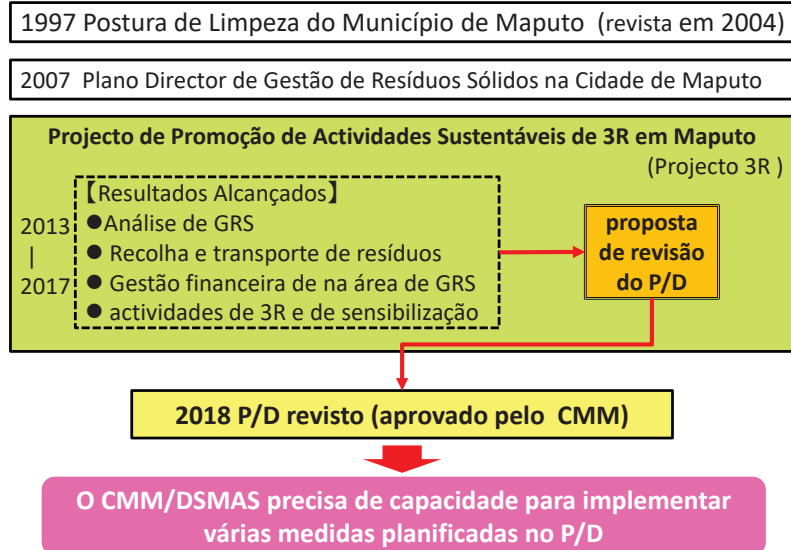 1997 Postura de Limpeza do Município de Maputo (revista em 2004)
2007 Plano Director de Gestão de Resíduos Sólidos na Cidade de Maputo
Projecto de Promoção de Actividades Sustentáveis de 3R em Maputo
(Projecto 3R )
2013
|
2017
【Resultados Alcançados】
●Análise de GRS
● Recolha e transporte de resíduos
● Gestão financeira de na área de GRS
● actividades de 3R e de sensibilização
proposta
de revisão
do P/D
2018 P/D revisto (aprovado pelo CMM)
O CMM/DSMAS precisa de capacidade para implementar
várias medidas planificadas no P/D